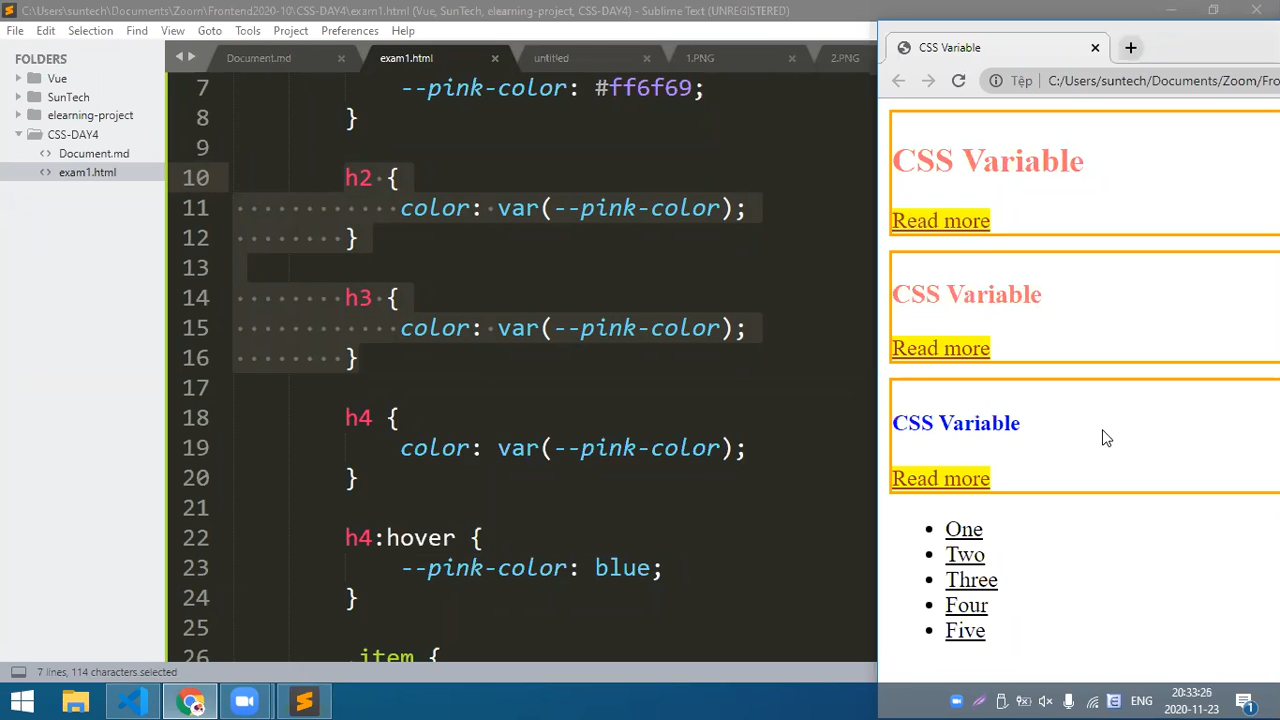 C:\Users\suntech\Documents\Zoom\Frontend2020-10\CSS-DAY4\exam1.html (Vue, SunTech, elearning-project, CSS-DAY4) - Sublime Text (UNREGISTERED)
File Edit Selection Find View Goto Tools Project Preferences Help
FOLDERS
Vue
SunTech
elearning-project
CSS-DAY4
Document.md
exam1.html
Document.md
exam1.html
untitled
1.PNG
2.PNG
7 --pink-color: #ff6f69;
8 }
9
10 h2 {
11 color: var(--pink-color);
12 }
13
14 h3 {
15 color: var(--pink-color);
16 }
17
18 h4 {
19 color: var(--pink-color);
20 }
21
22 h4:hover {
23 --pink-color: blue;
24 }
25
26 .item {
7 lines, 114 characters selected
CSS Variable
Tệp C:/Users/suntech/Documents/Zoom/Fro
CSS Variable
Read more
CSS Variable
Read more
CSS Variable
Read more
One
Two
Three
Four
Five
ENG
20:33:26
2020-11-23
1